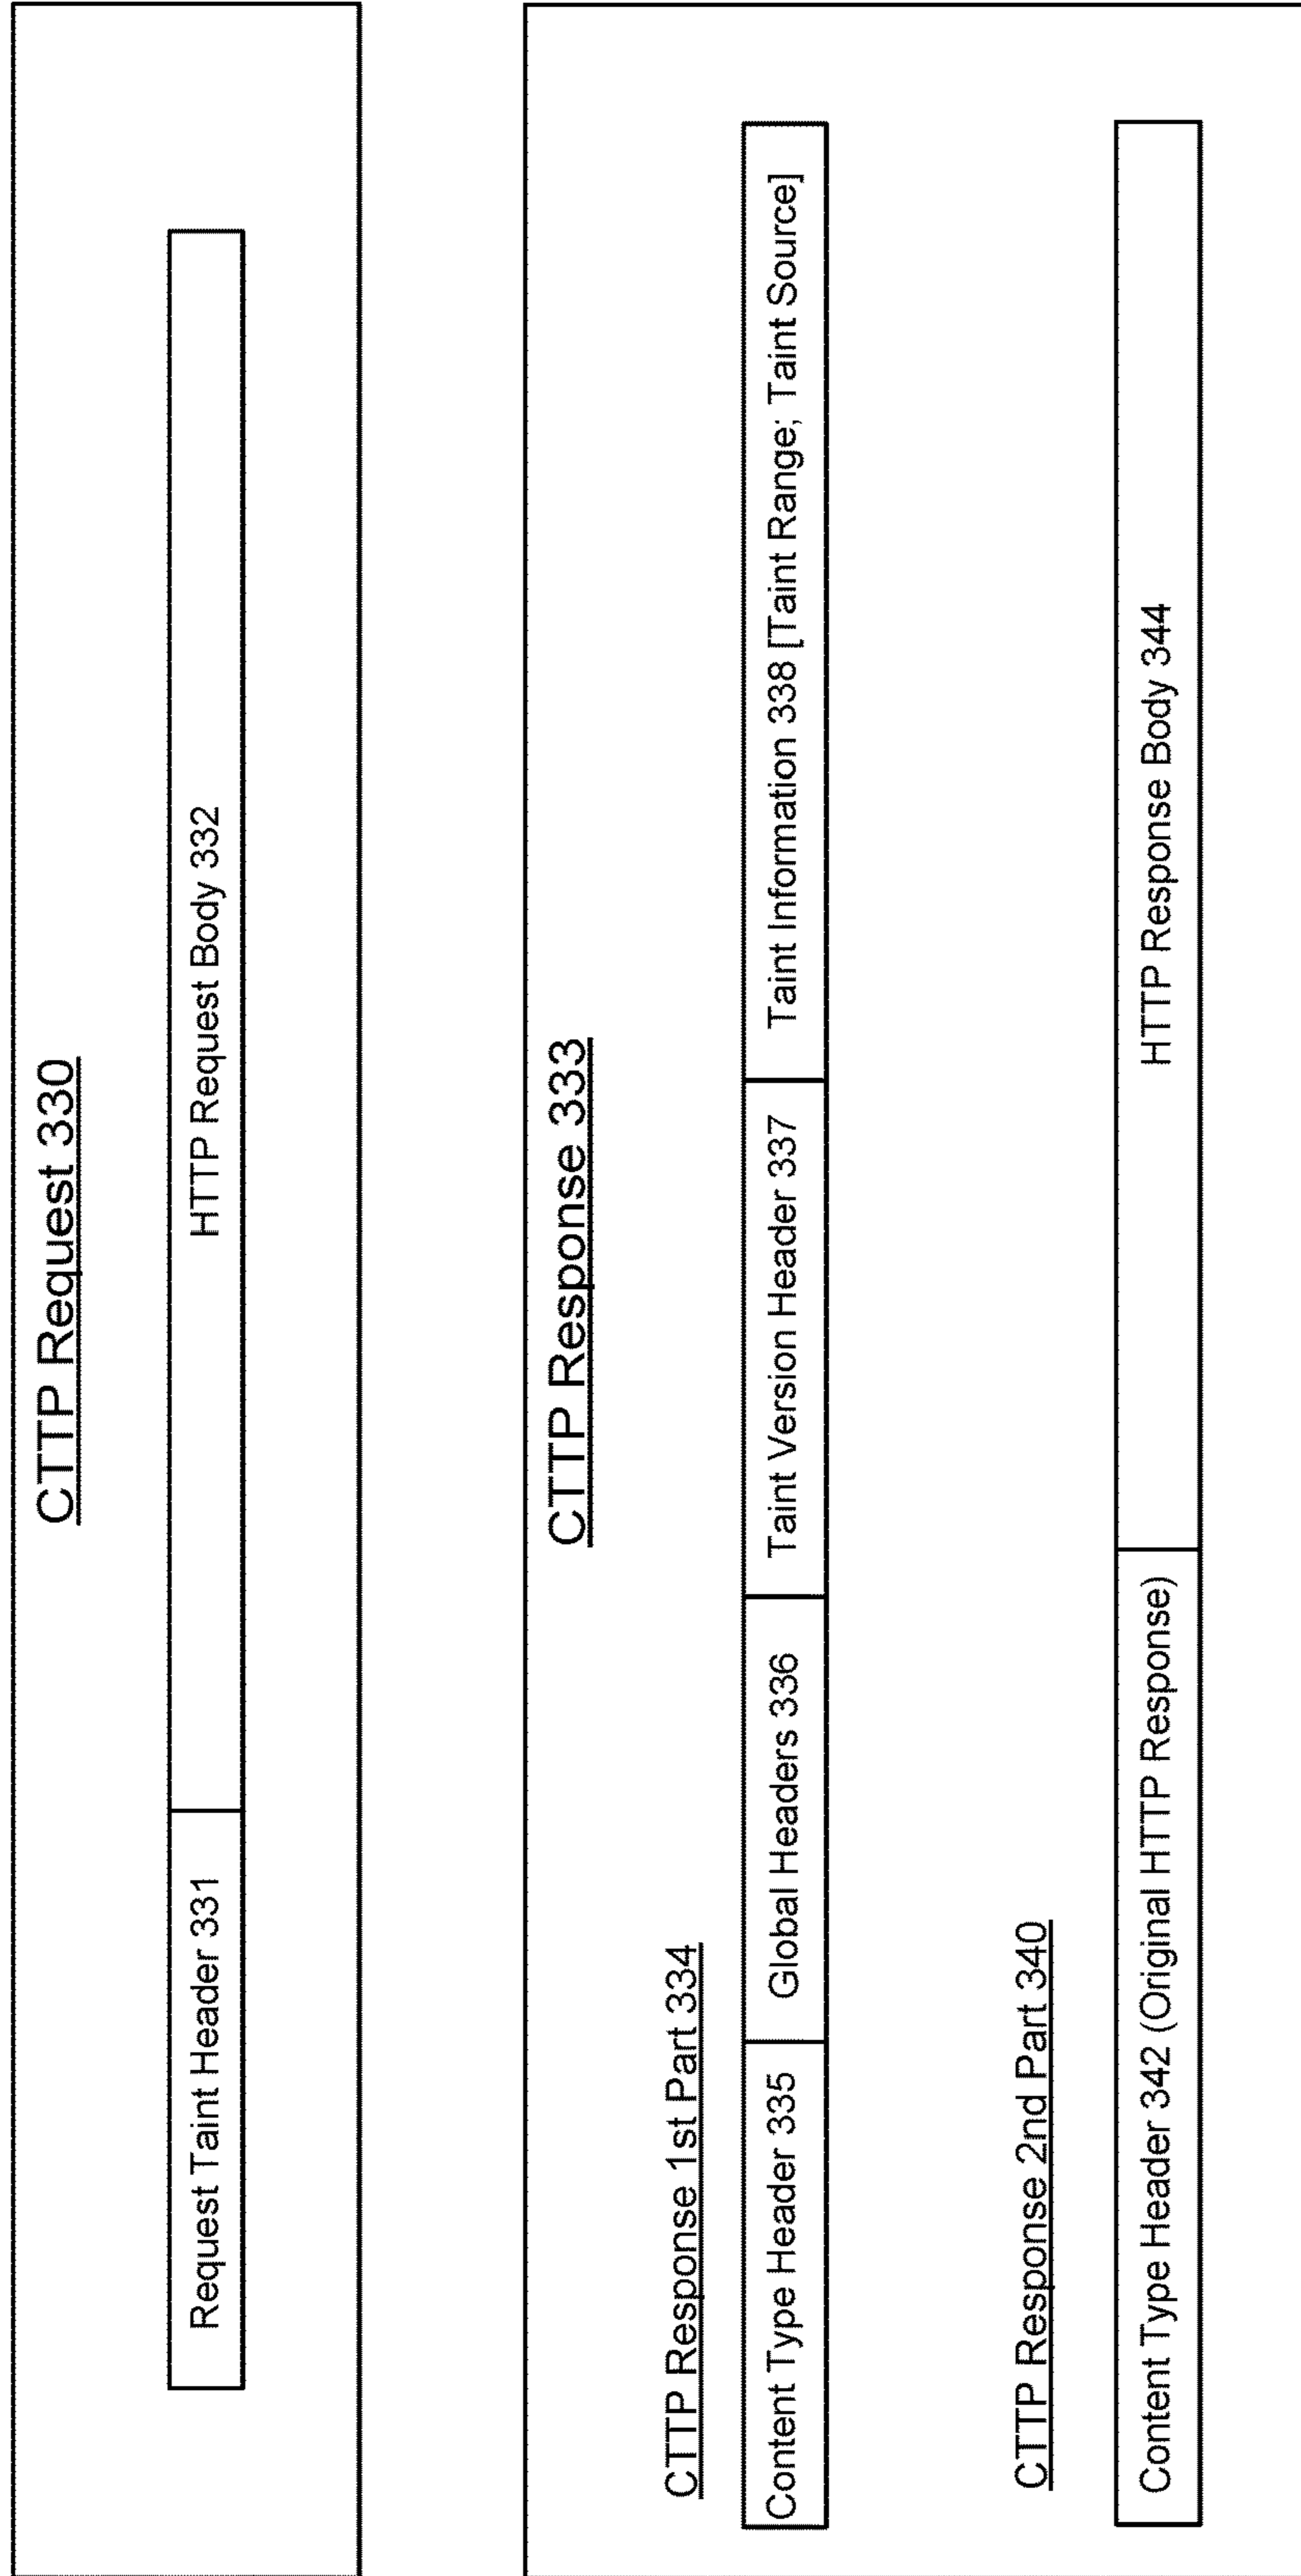 CTTP Request 330
Request Taint Header 331
HTTP Request Body 332
CTTP Response 333
CTTP Response 1st Part 334
Content Type Header 335
Global Headers 336
Taint Version Header 337
Taint Information 338 [Taint Range; Taint Source]
CTTP Response 2nd Part 340
Content Type Header 342 (Original HTTP Response)
HTTP Response Body 344